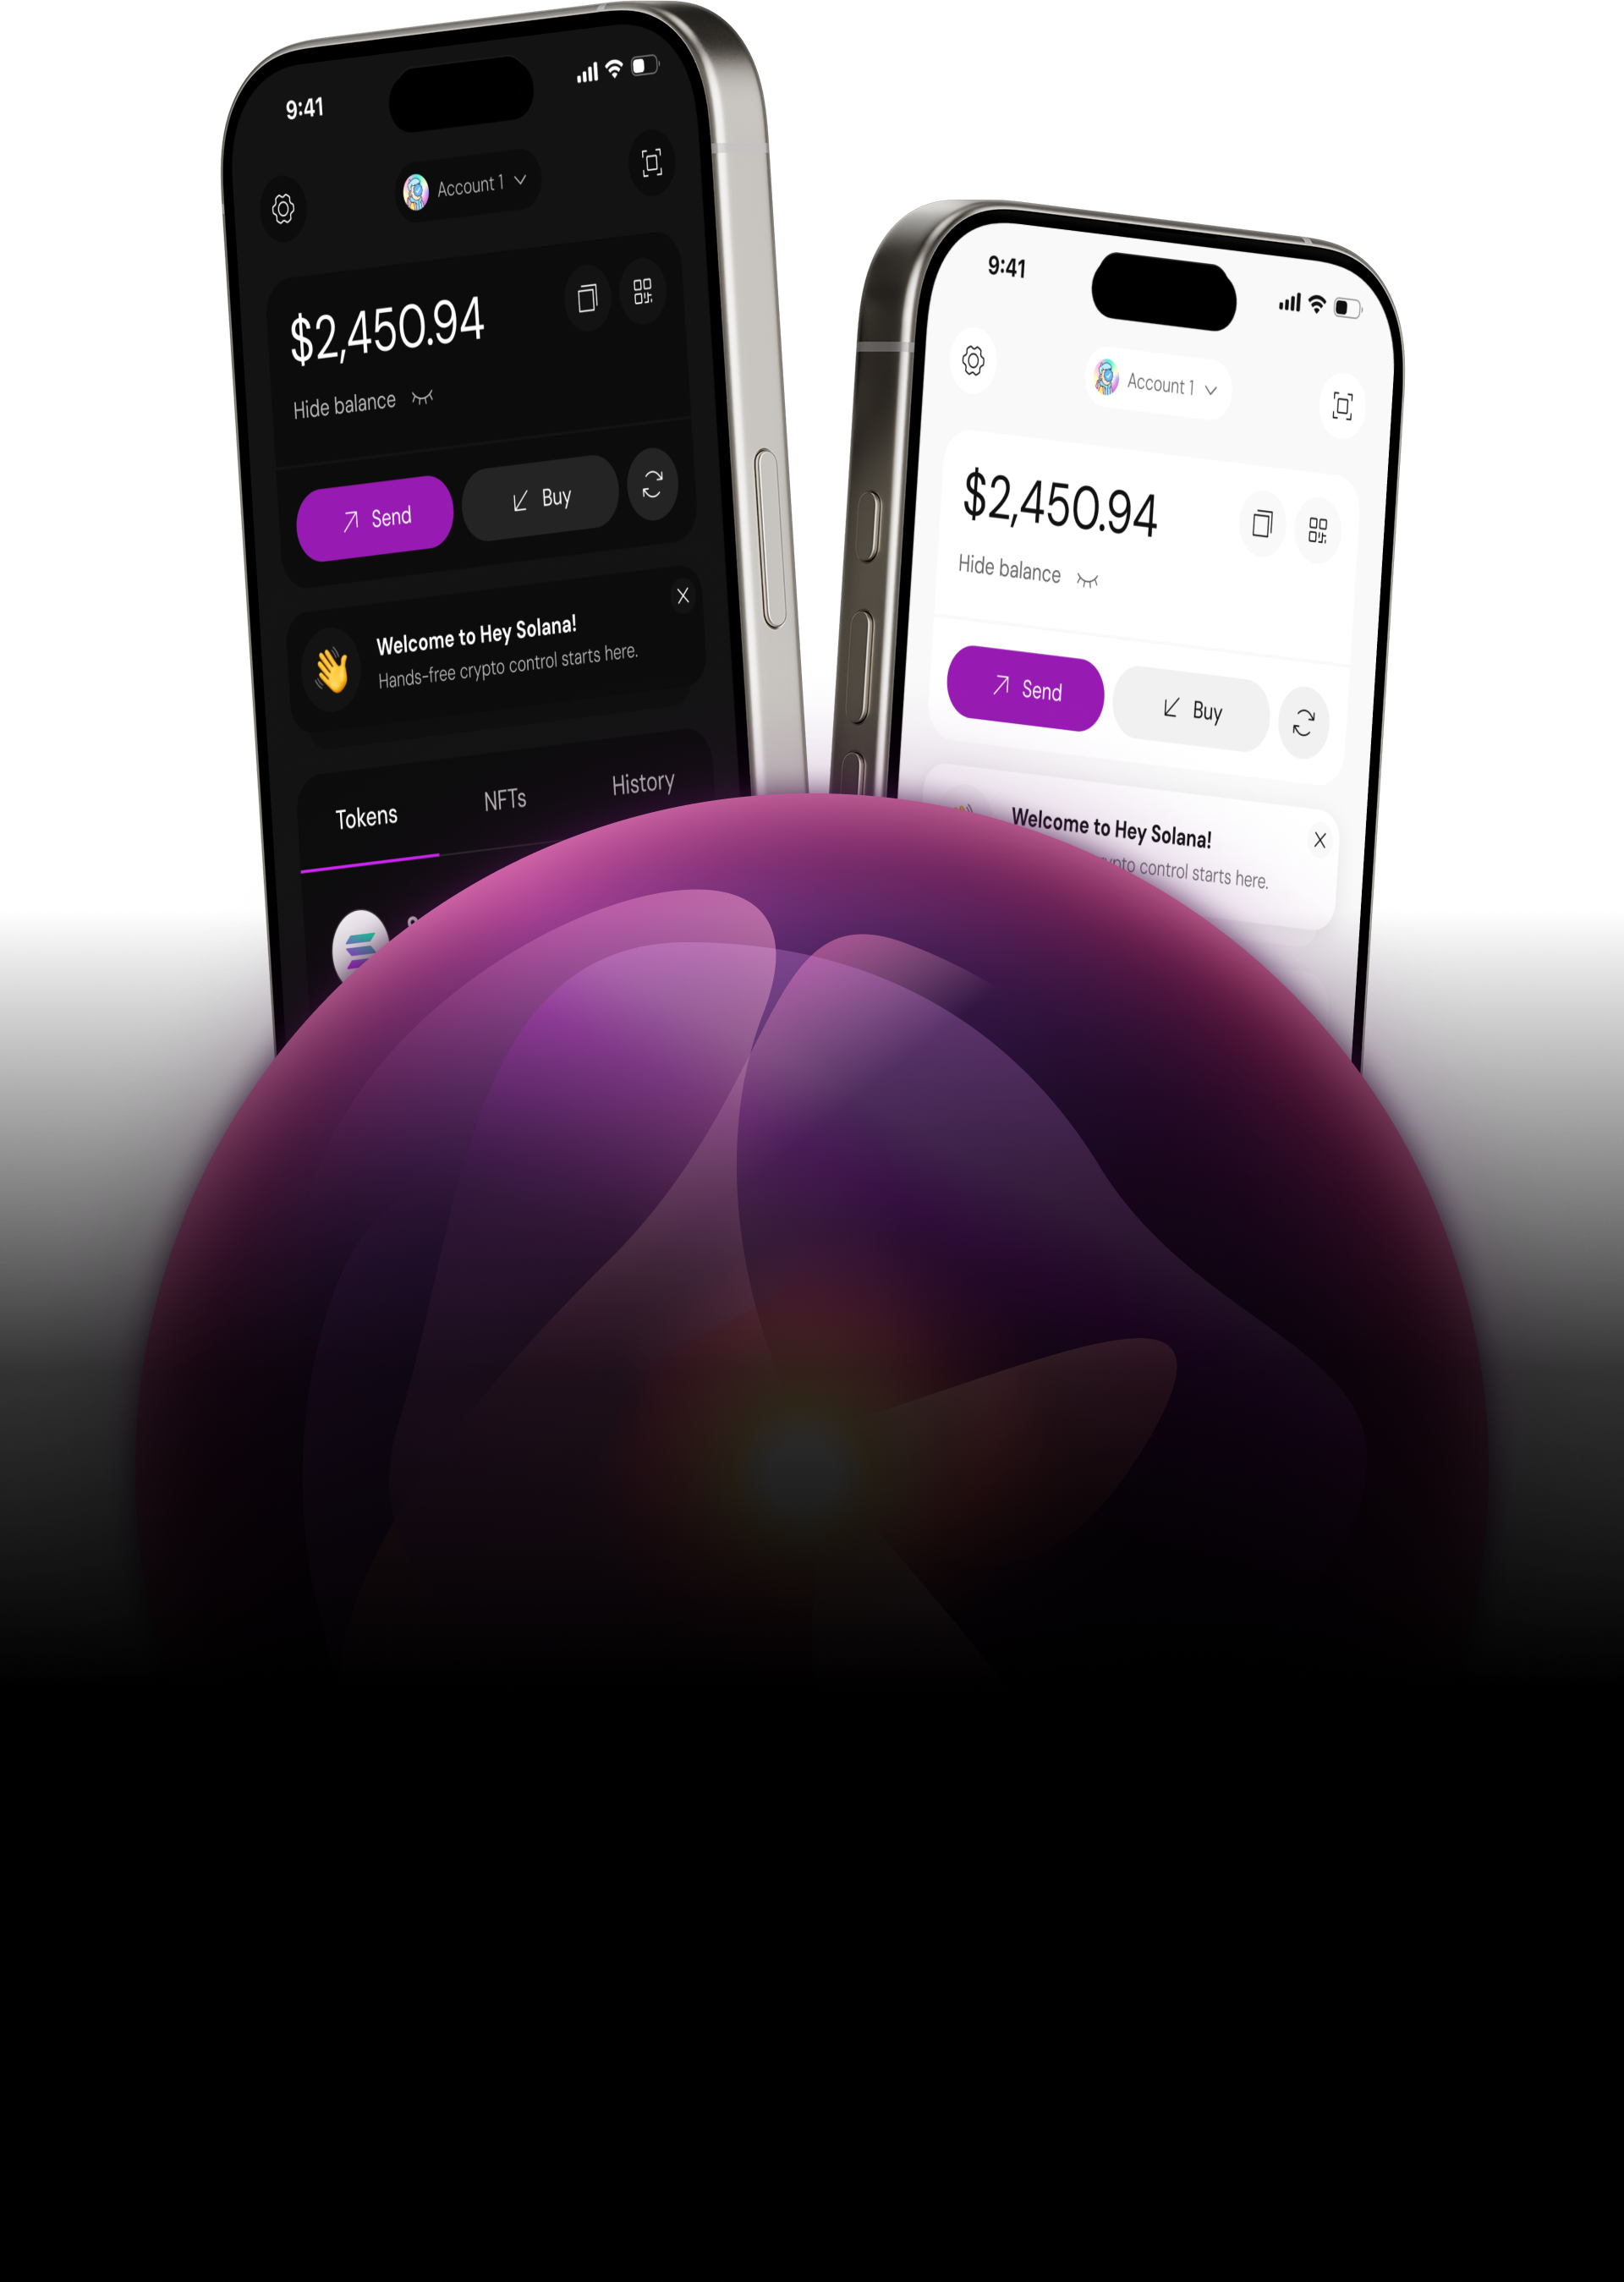 9:41
Account 1
$2,450.94
Hide balance
Send
Buy
Welcome to Hey Solana!
Hands-free crypto control starts here.
Tokens
NFTs
History
9:41
Account 1
$2,450.94
Hide balance
Send
Buy
Welcome to Hey Solana!
control starts here.